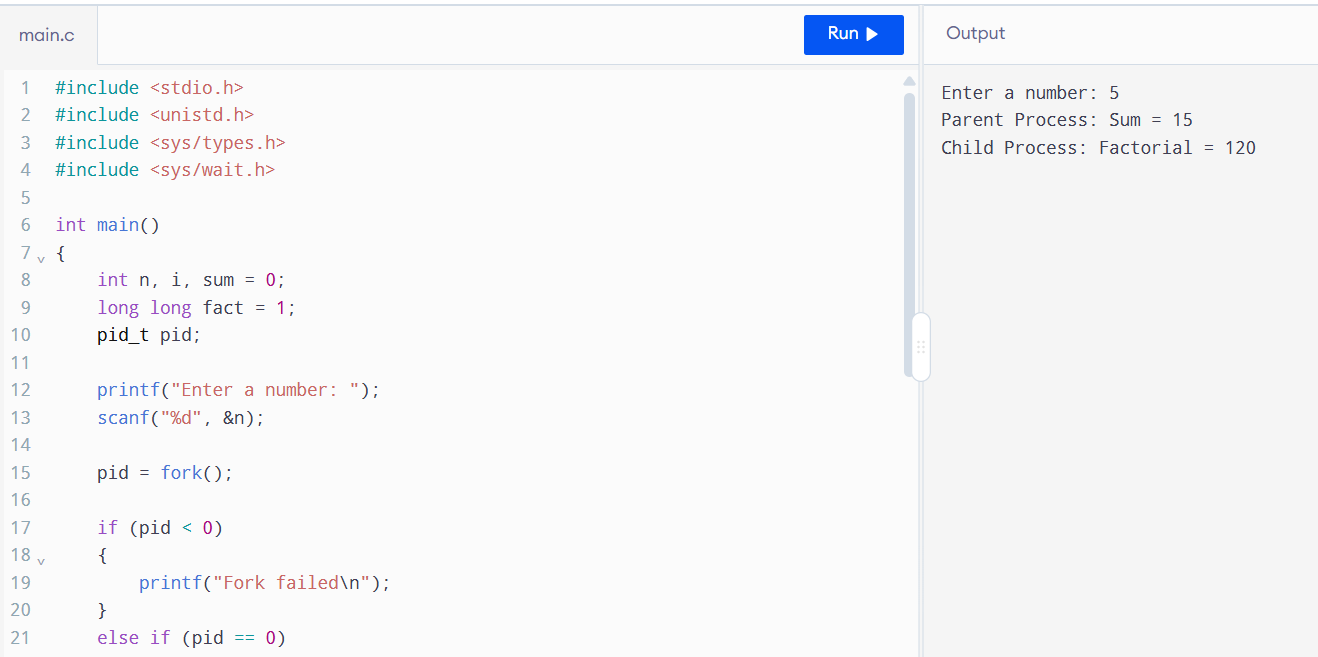 main.c
Run
1 #include <stdio.h>
2 #include <unistd.h>
3 #include <sys/types.h>
4 #include <sys/wait.h>
5
6 int main()
7 {
8     int n, i, sum = 0;
9     long long fact = 1;
10     pid_t pid;
11
12     printf("Enter a number: ");
13     scanf("%d", &n);
14
15     pid = fork();
16
17     if (pid < 0)
18     {
19         printf("Fork failed\n");
20     }
21     else if (pid == 0)
Output
Enter a number: 5
Parent Process: Sum = 15
Child Process: Factorial = 120